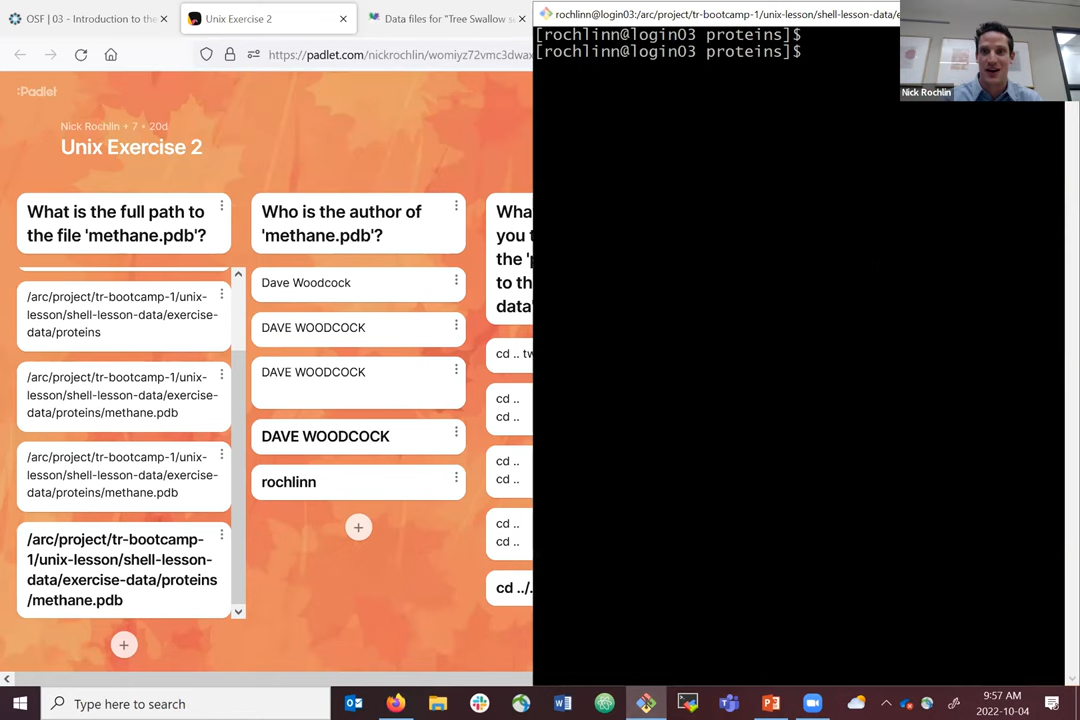 OSF | 03 - Introduction to the
Unix Exercise 2
Data files for "Tree Swallow se
rochlinn@login03:/arc/project/tr-bootcamp-1/unix-lesson/shell-lesson-data/e
https://padlet.com/nickrochlin/womiyz72vmc3dwax
[rochlinn@login03 proteins]$
[rochlinn@login03 proteins]$
Nick Rochlin
:Padlet
Nick Rochlin + 7 • 20d
Unix Exercise 2
What is the full path to
the file 'methane.pdb'?
/arc/project/tr-bootcamp-1/unix-
lesson/shell-lesson-data/exercise-
data/proteins
/arc/project/tr-bootcamp-1/unix-
lesson/shell-lesson-data/exercise-
data/proteins/methane.pdb
/arc/project/tr-bootcamp-1/unix-
lesson/shell-lesson-data/exercise-
data/proteins/methane.pdb
/arc/project/tr-bootcamp-
1/unix-lesson/shell-lesson-
data/exercise-data/proteins
/methane.pdb
Who is the author of
'methane.pdb'?
Dave Woodcock
DAVE WOODCOCK
DAVE WOODCOCK
DAVE WOODCOCK
rochlinn
Wha
you t
the 'p
to th
data'
cd .. tw
cd ..
cd ..
cd ..
cd ..
cd ..
cd ..
cd ../.
Type here to search
9:57 AM
2022-10-04